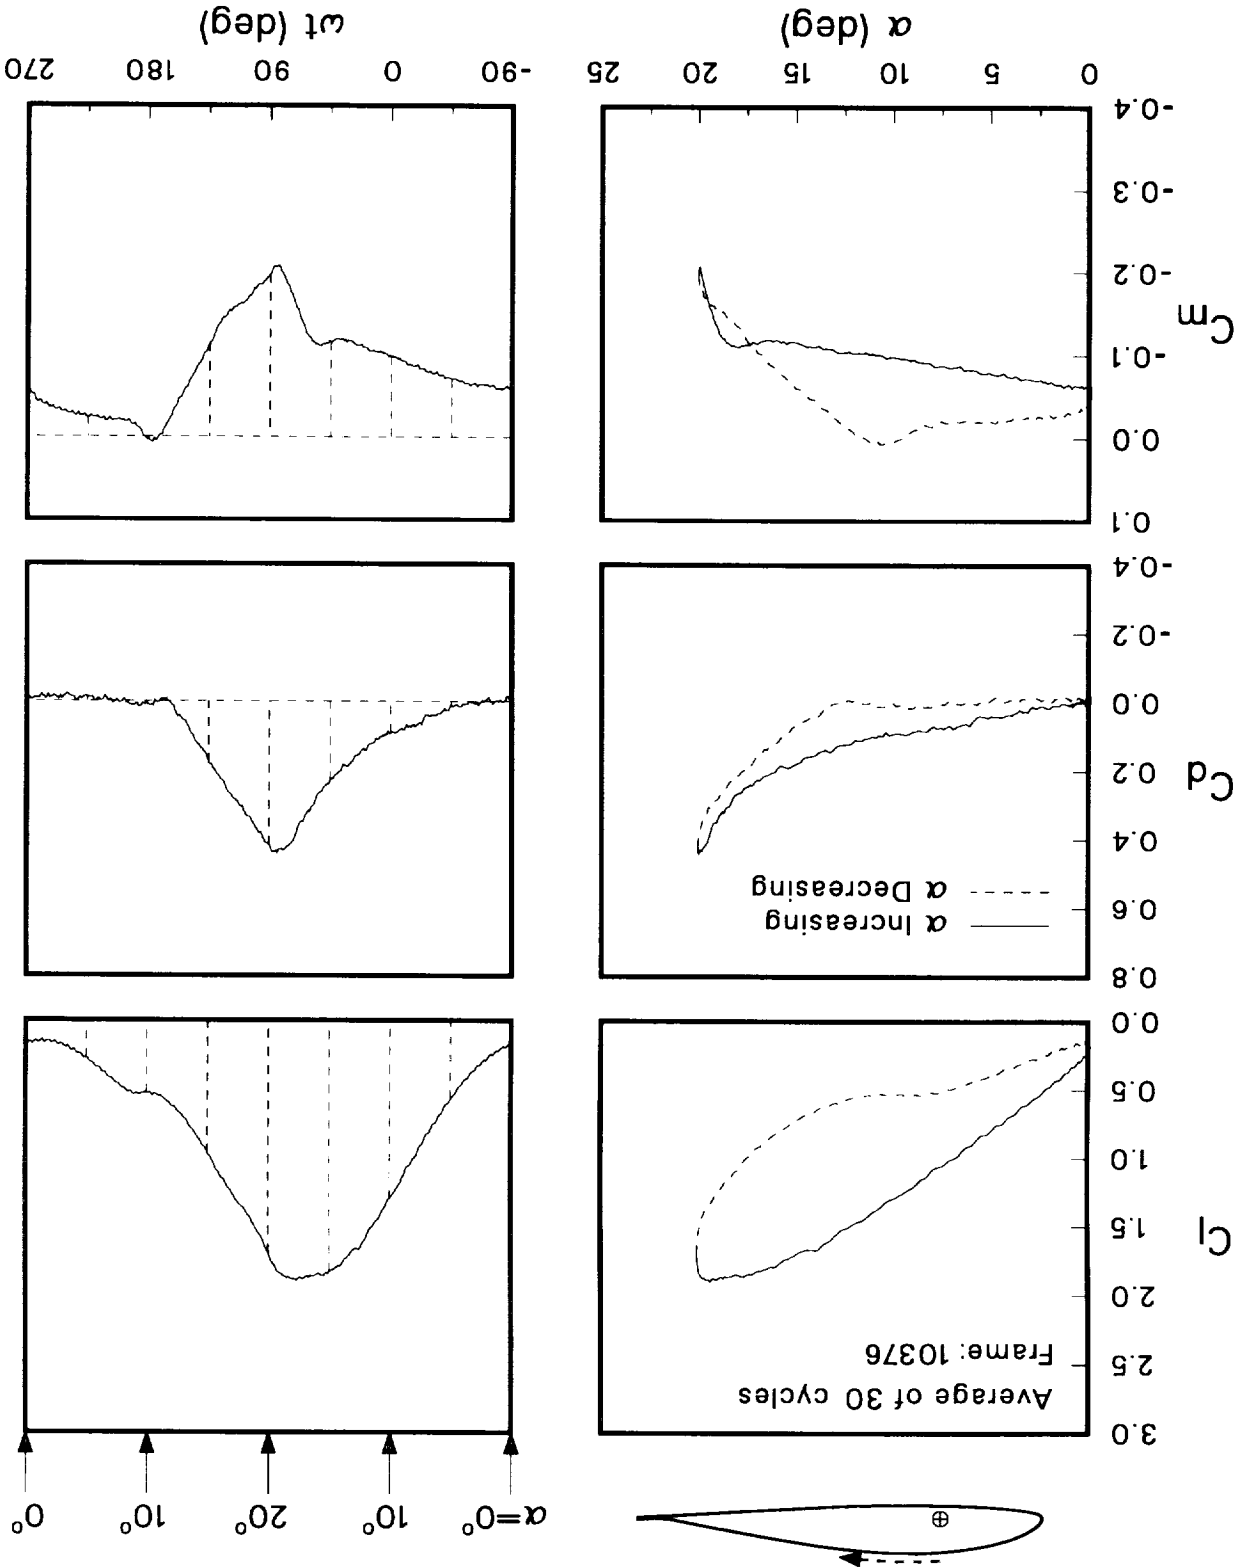 α=0° 10° 20° 10° 0°
Average of 30 cycles
Frame: 10376
Cl
3.0
2.5
2.0
1.5
1.0
0.5
0.0
Cd
0.8
0.6
0.4
0.2
0.0
-0.2
-0.4
α Increasing
α Decreasing
Cm
0.1
0.0
-0.1
-0.2
-0.3
-0.4
0 5 10 15 20 25
α (deg)
-90 0 90 180 270
ωt (deg)